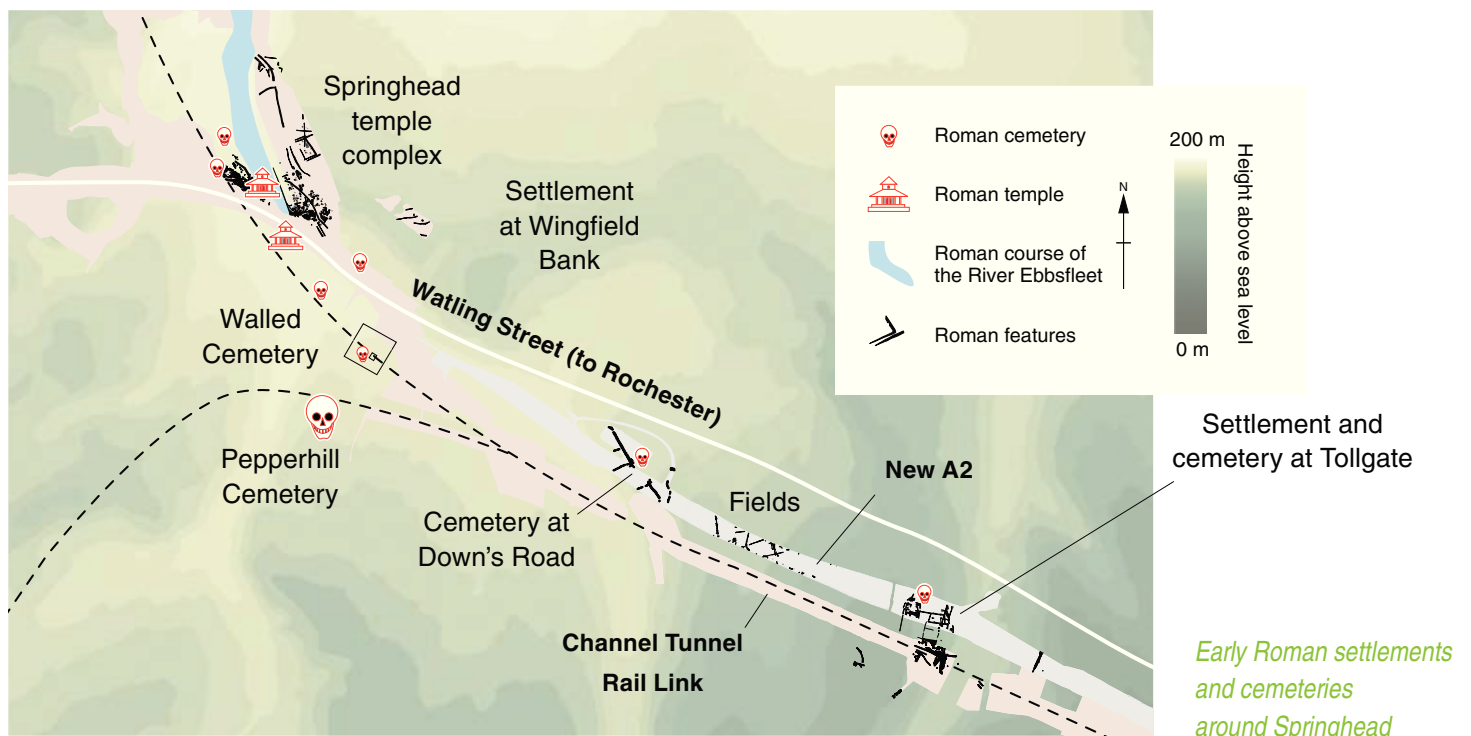 Springhead
temple
complex
Settlement
at Wingfield
Bank
Watling Street (to Rochester)
Walled
Cemetery
Pepperhill
Cemetery
Cemetery at
Down's Road
Fields
New A2
Channel Tunnel
Rail Link
Roman cemetery
Roman temple
Roman course of
the River Ebbsfleet
Roman features
N
200 m
0 m
Height above sea level
Settlement and
cemetery at Tollgate
Early Roman settlements
and cemeteries
around Springhead